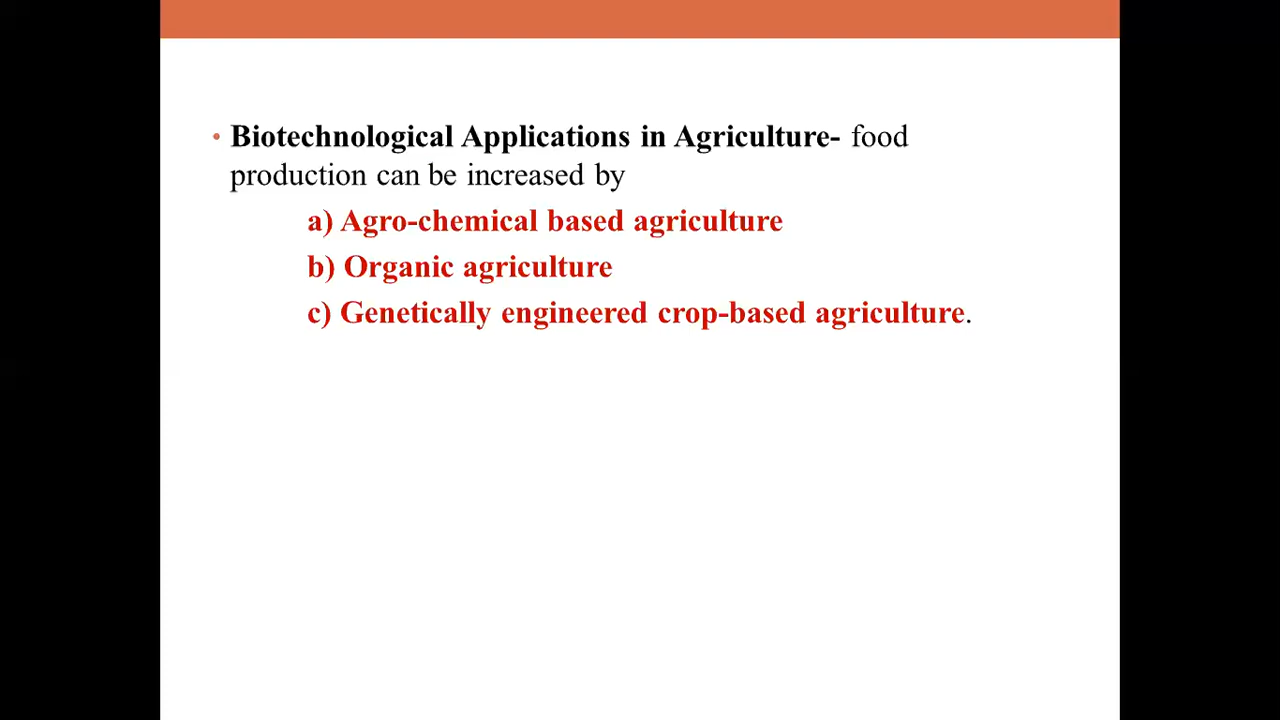 • Biotechnological Applications in Agriculture- food
production can be increased by
a) Agro-chemical based agriculture
b) Organic agriculture
c) Genetically engineered crop-based agriculture.